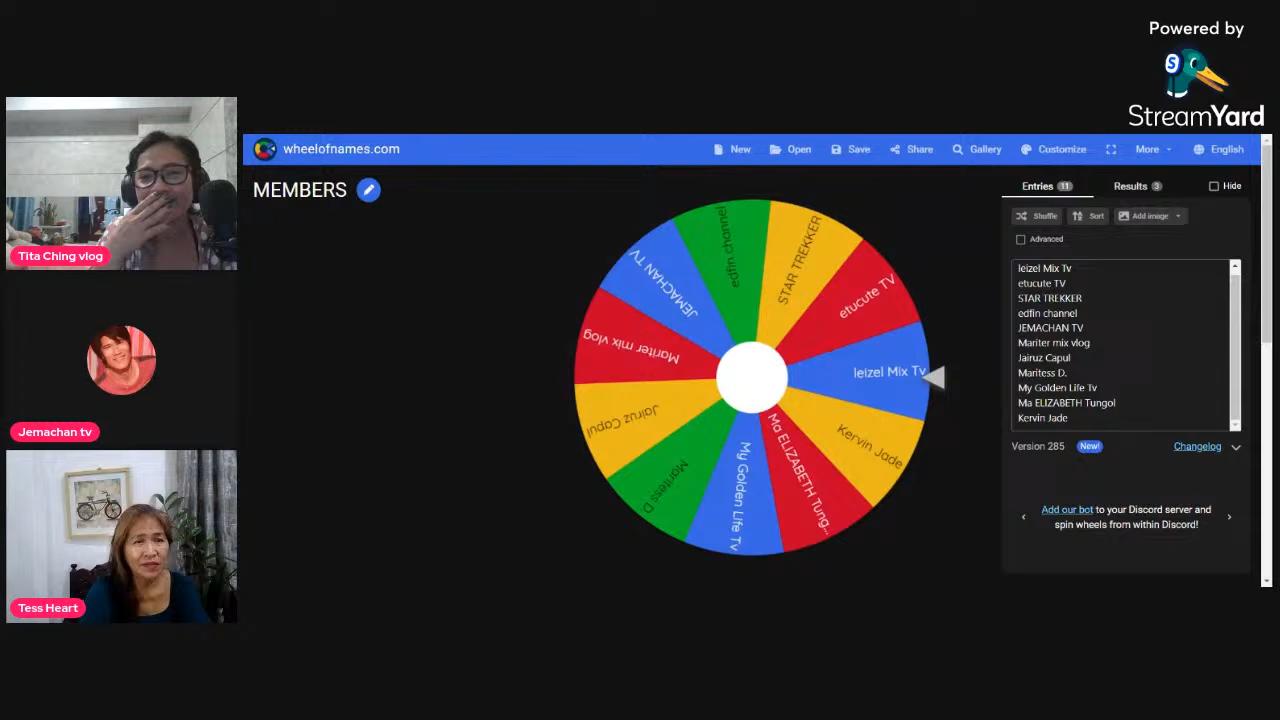 Powered by
S
StreamYard
Tita Ching vlog
Jemachan tv
Tess Heart
wheelofnames.com
New
Open
Save
Share
Gallery
Customize
More
English
MEMBERS
edfin channel
STAR TREKKER
etucute TV
leizel Mix Tv
Kervin Jade
Ma ELIZABETH Tung...
My Golden Life Tv
Maritess D.
Jairuz Capul
Mariter mix vlog
JEMACHAN TV
Entries 11
Results 3
Hide
Shuffle
Sort
Add image
Advanced
leizel Mix Tv
etucute TV
STAR TREKKER
edfin channel
JEMACHAN TV
Mariter mix vlog
Jairuz Capul
Maritess D.
My Golden Life Tv
Ma ELIZABETH Tungol
Kervin Jade
Version 285 New! Changelog
Add our bot to your Discord server and
spin wheels from within Discord!